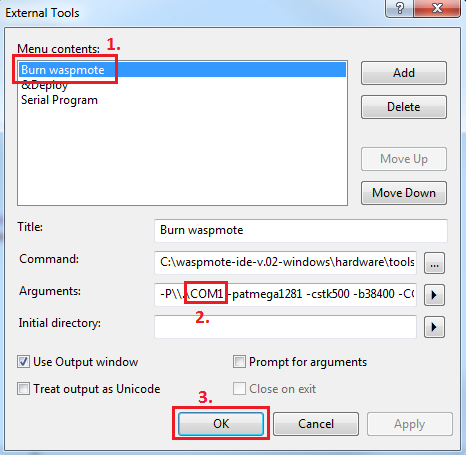 External Tools
?
Menu contents:
1.
Burn waspmote
&Deploy
Serial Program
Add
Delete
Move Up
Move Down
Title:
Burn waspmote
Command:
C:\waspmote-ide-v.02-windows\hardware\tools
...
Arguments:
-P\\.\COM1 -patmega1281 -cstk500 -b38400 -CC
2.
Initial directory:
Use Output window
Prompt for arguments
Treat output as Unicode
Close on exit
3.
OK
Cancel
Apply